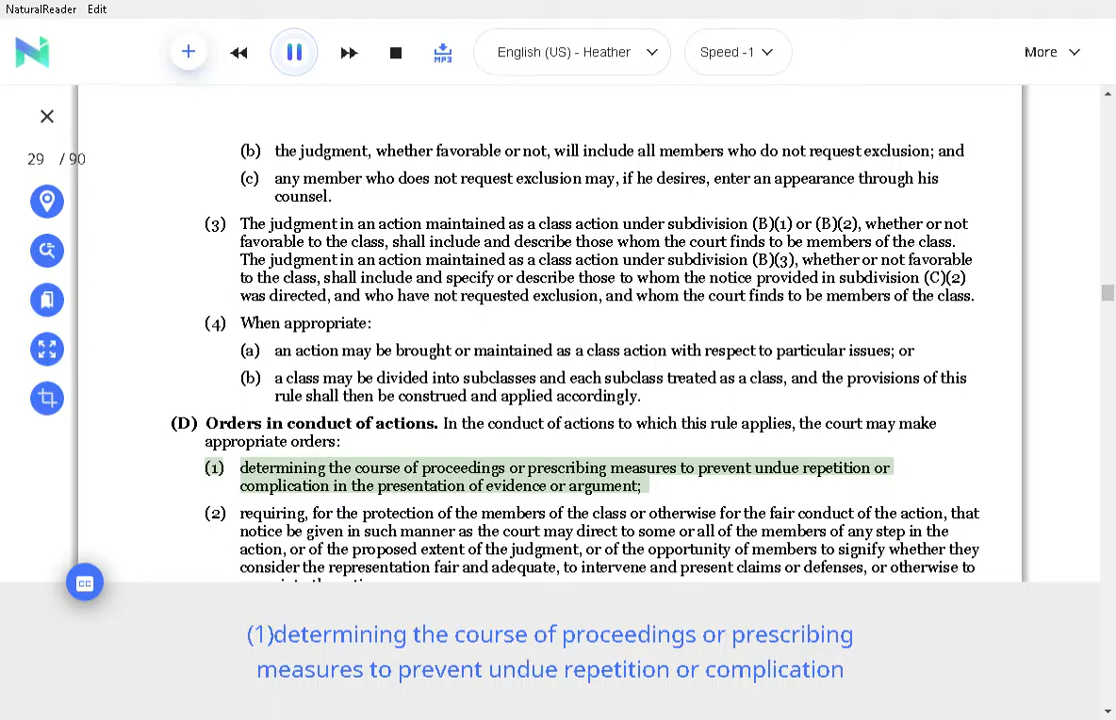 NaturalReader Edit
MP3
English (US) - Heather
Speed -1
More
29 / 90
(b) the judgment, whether favorable or not, will include all members who do not request exclusion; and
(c) any member who does not request exclusion may, if he desires, enter an appearance through his
counsel.
(3) The judgment in an action maintained as a class action under subdivision (B)(1) or (B)(2), whether or not
favorable to the class, shall include and describe those whom the court finds to be members of the class.
The judgment in an action maintained as a class action under subdivision (B)(3), whether or not favorable
to the class, shall include and specify or describe those to whom the notice provided in subdivision (C)(2)
was directed, and who have not requested exclusion, and whom the court finds to be members of the class.
(4) When appropriate:
(a) an action may be brought or maintained as a class action with respect to particular issues; or
(b) a class may be divided into subclasses and each subclass treated as a class, and the provisions of this
rule shall then be construed and applied accordingly.
(D) Orders in conduct of actions. In the conduct of actions to which this rule applies, the court may make
appropriate orders:
(1) determining the course of proceedings or prescribing measures to prevent undue repetition or
complication in the presentation of evidence or argument;
(2) requiring, for the protection of the members of the class or otherwise for the fair conduct of the action, that
notice be given in such manner as the court may direct to some or all of the members of any step in the
action, or of the proposed extent of the judgment, or of the opportunity of members to signify whether they
consider the representation fair and adequate, to intervene and present claims or defenses, or otherwise to
CC
(1)determining the course of proceedings or prescribing
measures to prevent undue repetition or complication